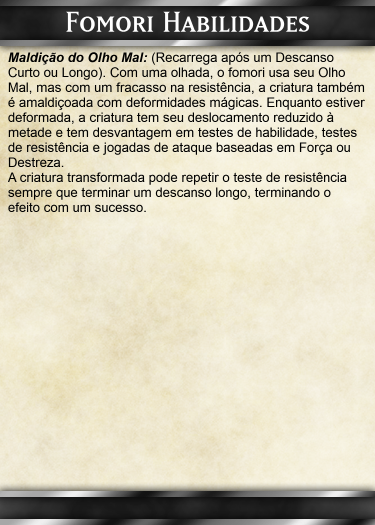 Fomori Habilidades
Maldição do Olho Mal: (Recarrega após um Descanso
Curto ou Longo). Com uma olhada, o fomori usa seu Olho
Mal, mas com um fracasso na resistência, a criatura também
é amaldiçoada com deformidades mágicas. Enquanto estiver
deformada, a criatura tem seu deslocamento reduzido à
metade e tem desvantagem em testes de habilidade, testes
de resistência e jogadas de ataque baseadas em Força ou
Destreza.
A criatura transformada pode repetir o teste de resistência
sempre que terminar um descanso longo, terminando o
efeito com um sucesso.